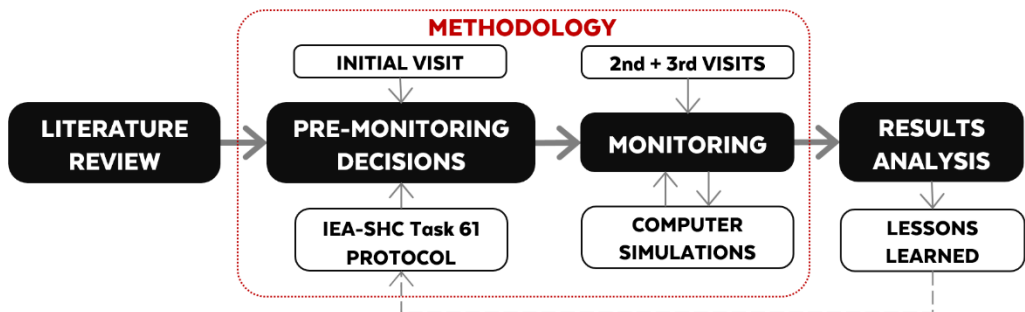 METHODOLOGY
INITIAL VISIT
2nd + 3rd VISITS
LITERATURE
REVIEW
PRE-MONITORING
DECISIONS
MONITORING
RESULTS
ANALYSIS
IEA-SHC Task 61
PROTOCOL
COMPUTER
SIMULATIONS
LESSONS
LEARNED